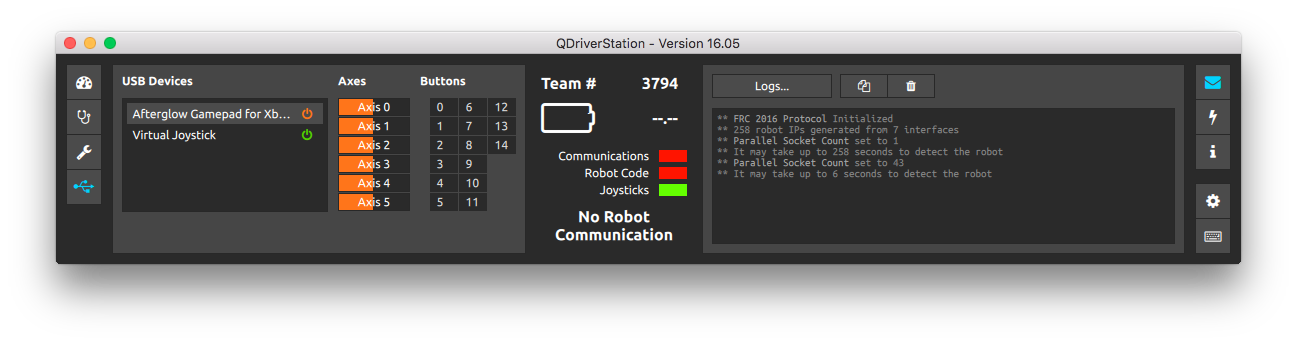 QDriverStation - Version 16.05
USB Devices
Afterglow Gamepad for Xb...
Virtual Joystick
Axes
Axis 0
Axis 1
Axis 2
Axis 3
Axis 4
Axis 5
Buttons
0 6 12
1 7 13
2 8 14
3 9
4 10
5 11
Team # 3794
--.--
Communications
Robot Code
Joysticks
No Robot
Communication
Logs...
** FRC 2016 Protocol Initialized
** 258 robot IPs generated from 7 interfaces
** Parallel Socket Count set to 1
** It may take up to 258 seconds to detect the robot
** Parallel Socket Count set to 43
** It may take up to 6 seconds to detect the robot